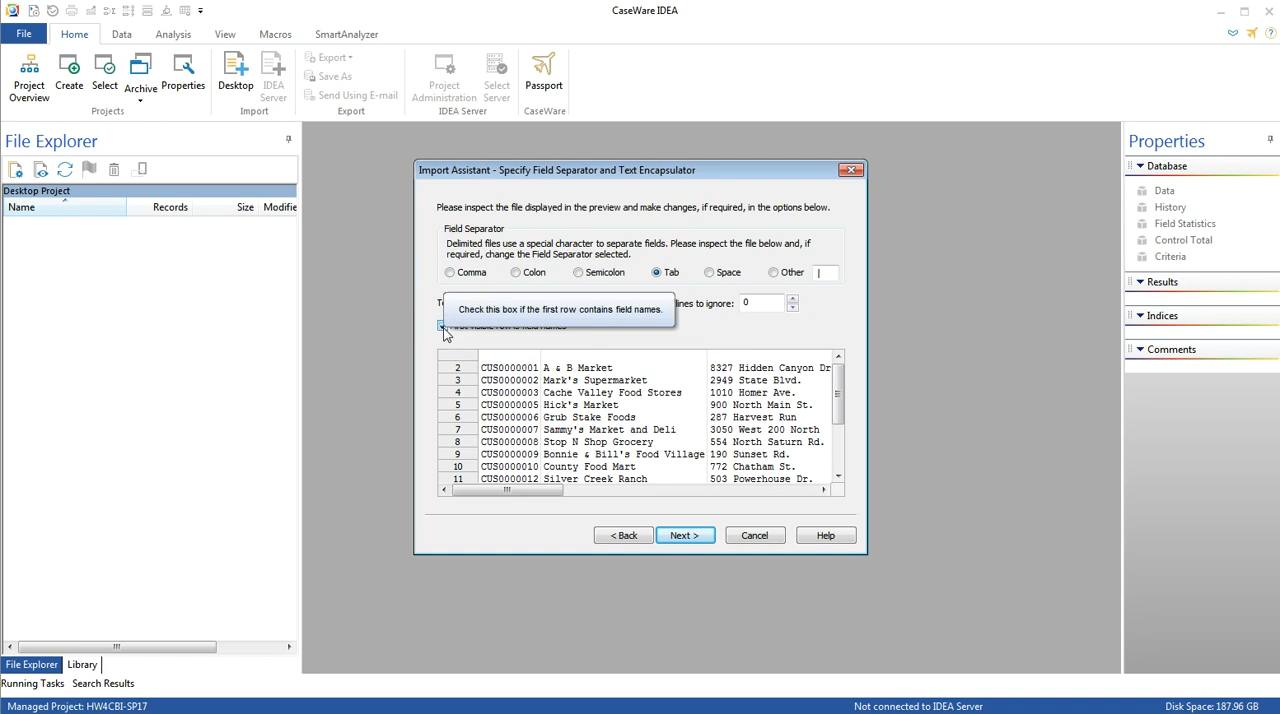 CaseWare IDEA
File Home Data Analysis View Macros SmartAnalyzer
Project Overview
Create
Select
Archive
Properties
Projects
Desktop
IDEA Server
Import
Export
Save As
Send Using E-mail
Export
Project Administration
Select Server
IDEA Server
Passport
CaseWare
File Explorer
Desktop Project
Name Records Size Modifie
Import Assistant - Specify Field Separator and Text Encapsulator
Please inspect the file displayed in the preview and make changes, if required, in the options below.
Field Separator
Delimited files use a special character to separate fields. Please inspect the file below and, if
required, change the Field Separator selected.
Comma Colon Semicolon Tab Space Other |
lines to ignore: 0
Check this box if the first row contains field names.
First visible row is field names
2 CUS0000001 A & B Market 8327 Hidden Canyon Dr
3 CUS0000002 Mark's Supermarket 2949 State Blvd.
4 CUS0000003 Cache Valley Food Stores 1010 Homer Ave.
5 CUS0000005 Hick's Market 900 North Main St.
6 CUS0000006 Grub Stake Foods 287 Harvest Run
7 CUS0000007 Sammy's Market and Deli 3050 West 200 North
8 CUS0000008 Stop N Shop Grocery 554 North Saturn Rd.
9 CUS0000009 Bonnie & Bill's Food Village 190 Sunset Rd.
10 CUS0000010 County Food Mart 772 Chatham St.
11 CUS0000012 Silver Creek Ranch 503 Powerhouse Dr.
< Back Next > Cancel Help
Properties
Database
Data
History
Field Statistics
Control Total
Criteria
Results
Indices
Comments
File Explorer Library
Running Tasks Search Results
Managed Project: HW4CBI-SP17 Not connected to IDEA Server Disk Space: 187.96 GB